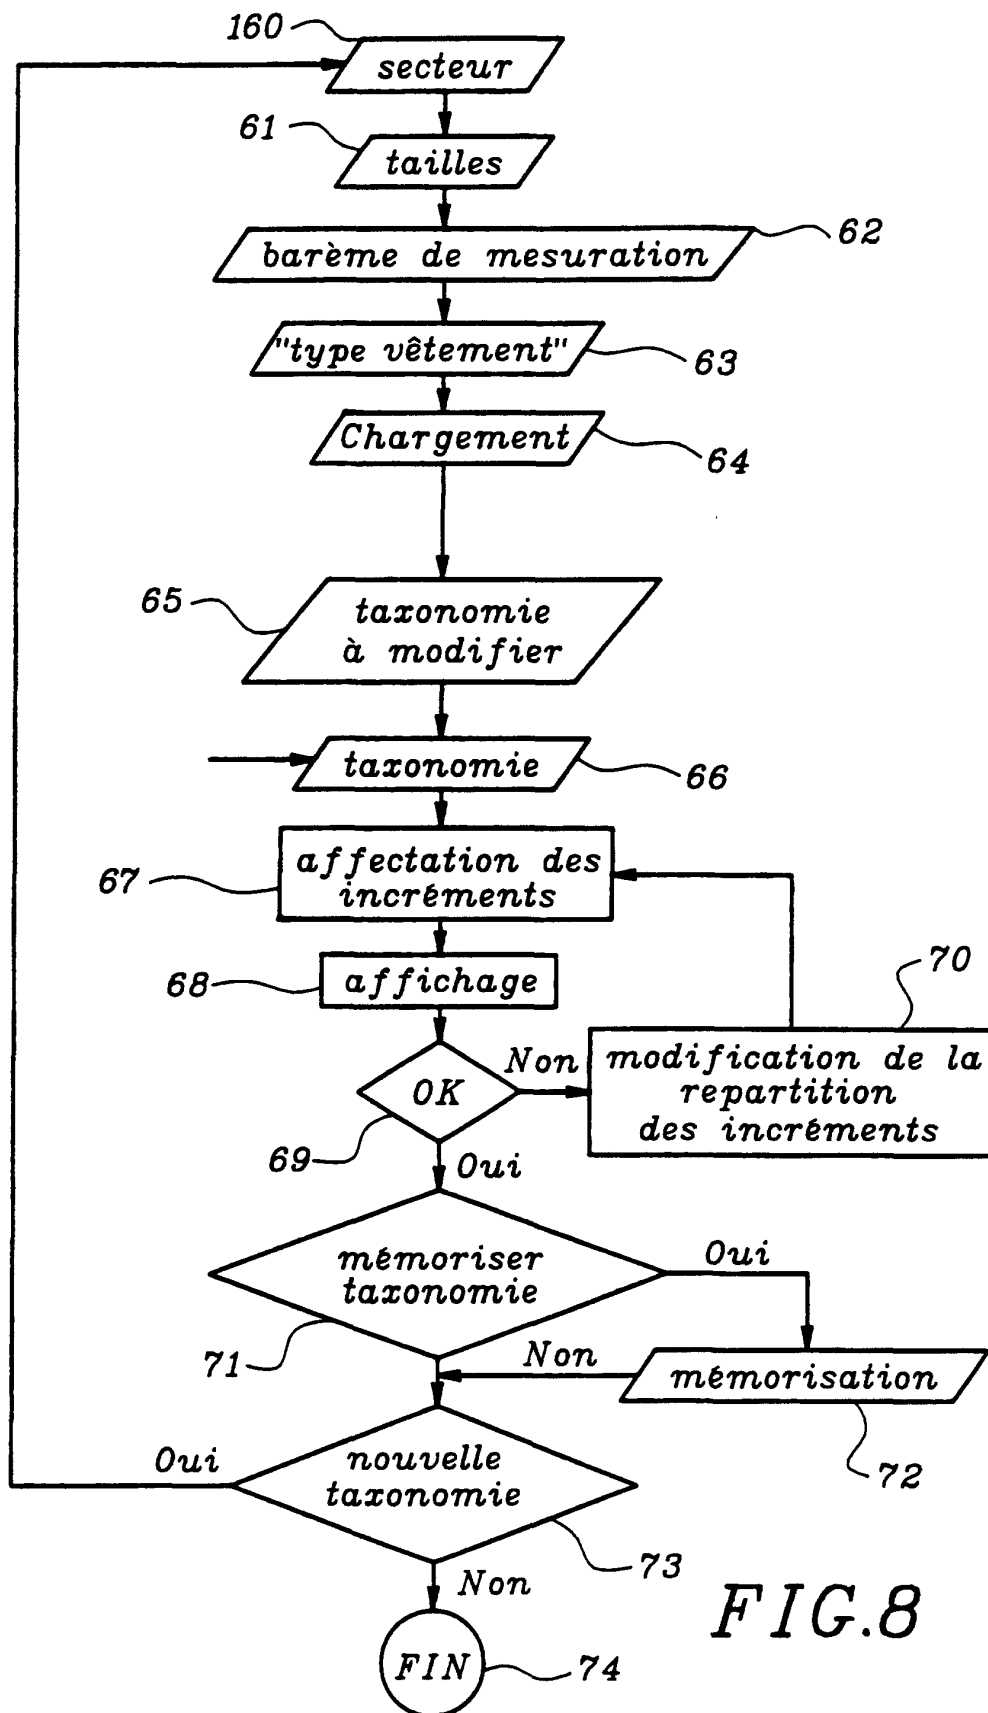 160
secteur
61
tailles
62
barème de mesuration
"type vêtement"
63
Chargement
64
65
taxonomie
à modifier
taxonomie
66
67
affectation des
incréments
68
affichage
70
modification de la
repartition
des incréments
Non
OK
69
Oui
mémoriser
taxonomie
Oui
71
Non
mémorisation
72
Oui
nouvelle
taxonomie
73
Non
FIN
74
FIG.8